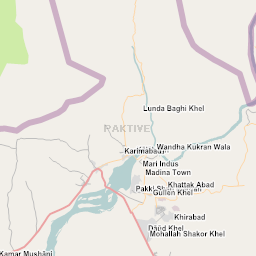 Lunda Baghi Khel
RAKTIVE
Karimabad
Wandha Kukran Wala
Mari Indus
Madina Town
Khattak Abad
Gullen Khel
Khirabad
Daud Khel
Mohallah Shakor Khel
Kamar Mushani